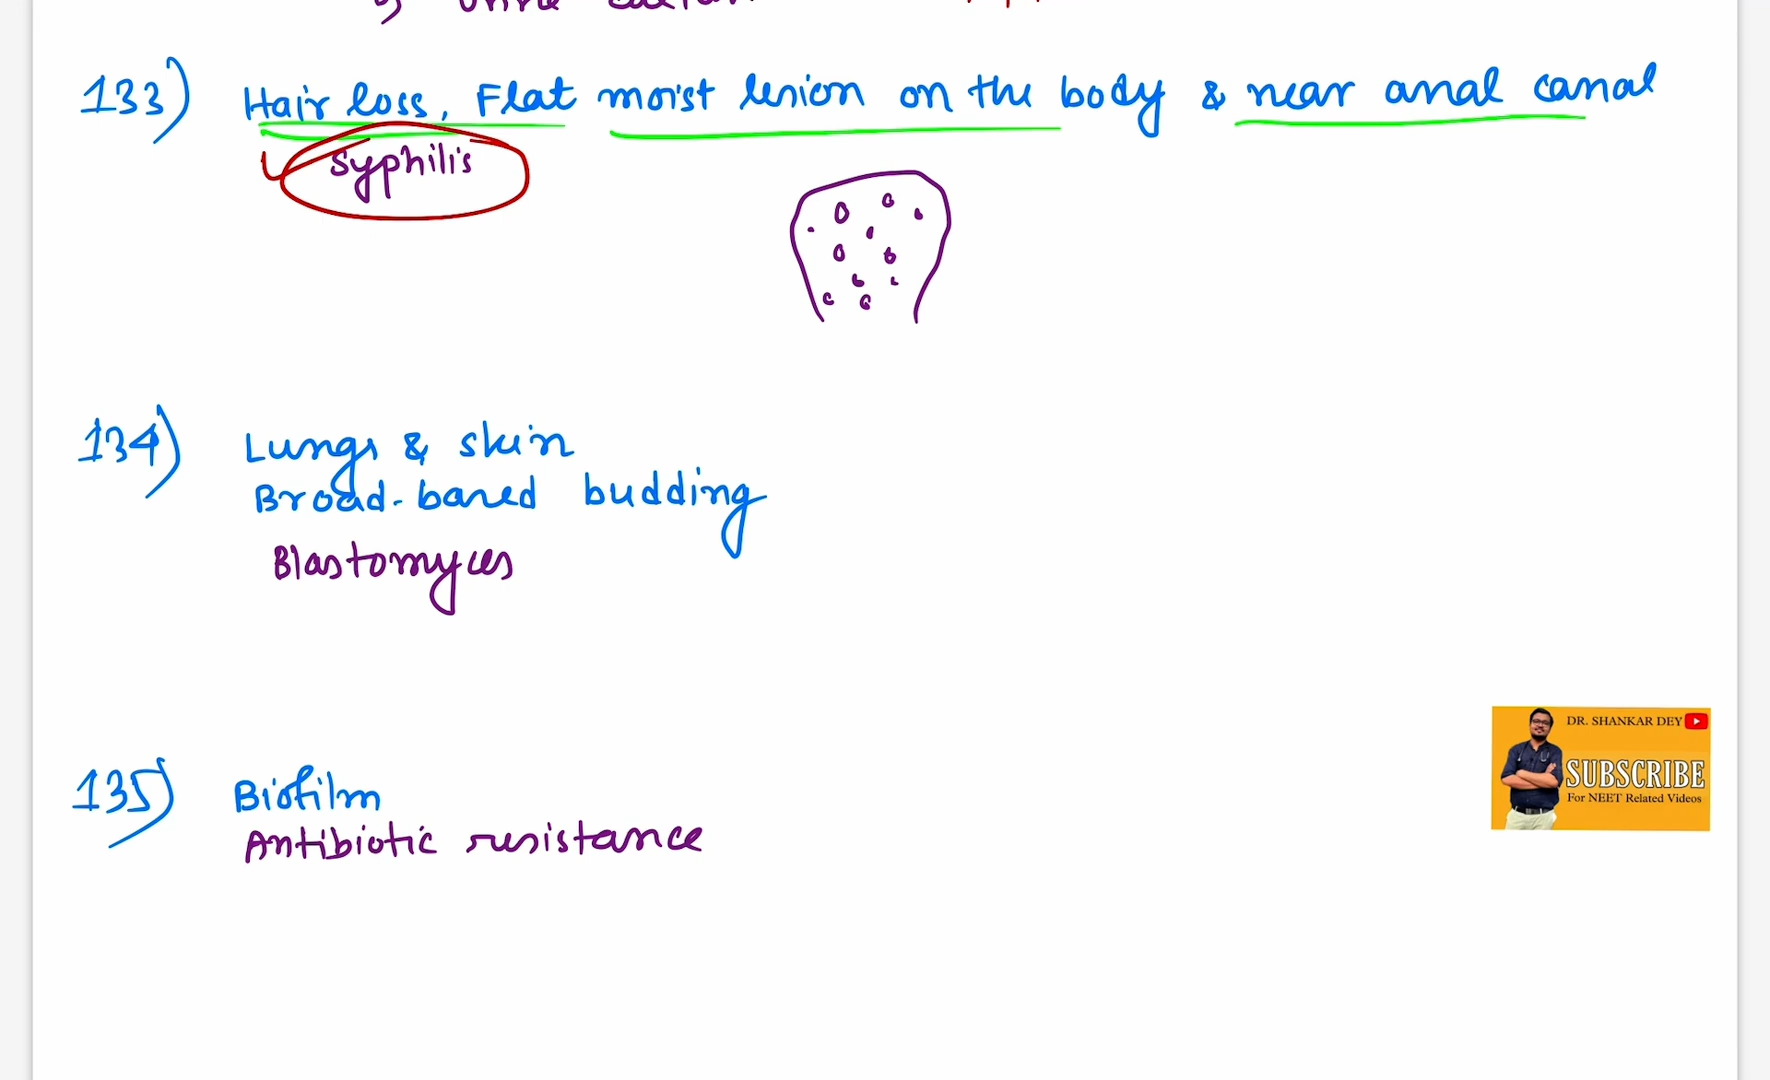 133) Hair loss, Flat moist lesion on the body & near anal canal
Syphilis
134) Lungs & skin
Broad-based budding
Blastomyces
135) Biofilm
Antibiotic resistance
DR. SHANKAR DEY
SUBSCRIBE
For NEET Related Videos